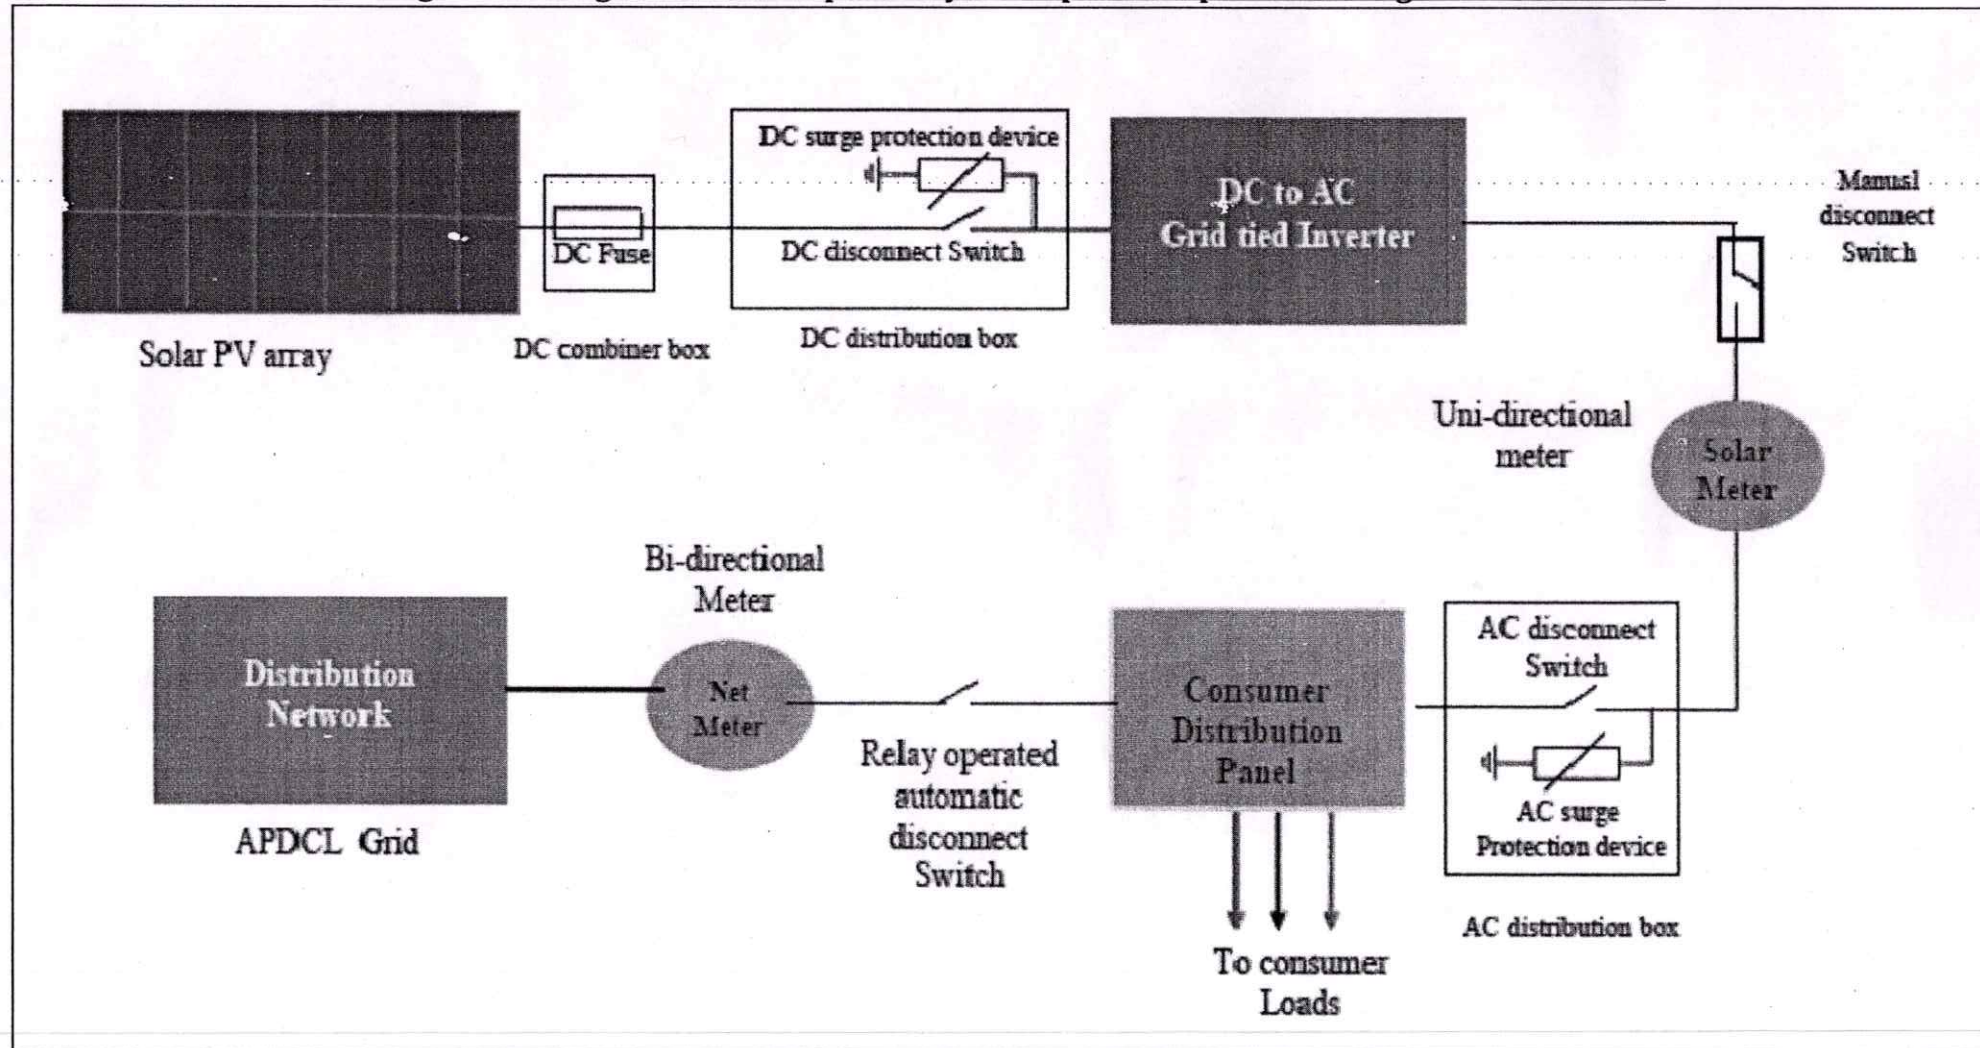 DC surge protection device
DC Fuse
DC disconnect Switch
DC to AC
Grid tied Inverter
Manual
disconnect
Switch
Solar PV array
DC combiner box
DC distribution box
Uni-directional
meter
Solar
Meter
Bi-directional
Meter
Distribution
Network
APDCL Grid
Net
Meter
Relay operated
automatic
disconnect
Switch
Consumer
Distribution
Panel
To consumer
Loads
AC disconnect
Switch
AC surge
Protection device
AC distribution box